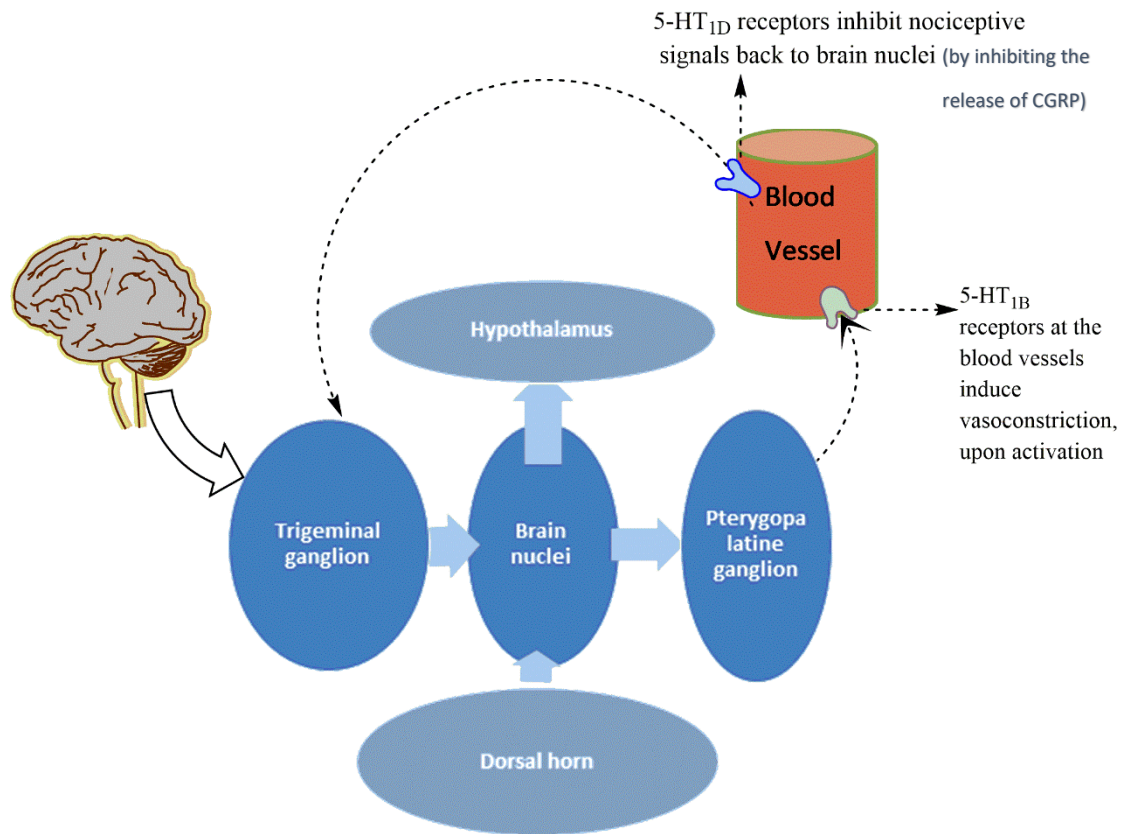 5-HT1D receptors inhibit nociceptive
signals back to brain nuclei (by inhibiting the
release of CGRP)
Blood
Vessel
5-HT1B
receptors at the
blood vessels
induce
vasoconstriction,
upon activation
Hypothalamus
Trigeminal
ganglion
Brain
nuclei
Pterygopa
latine
ganglion
Dorsal horn